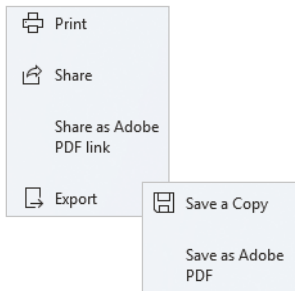 Print
Share
Share as Adobe
PDF link
Export
Save a Copy
Save as Adobe
PDF